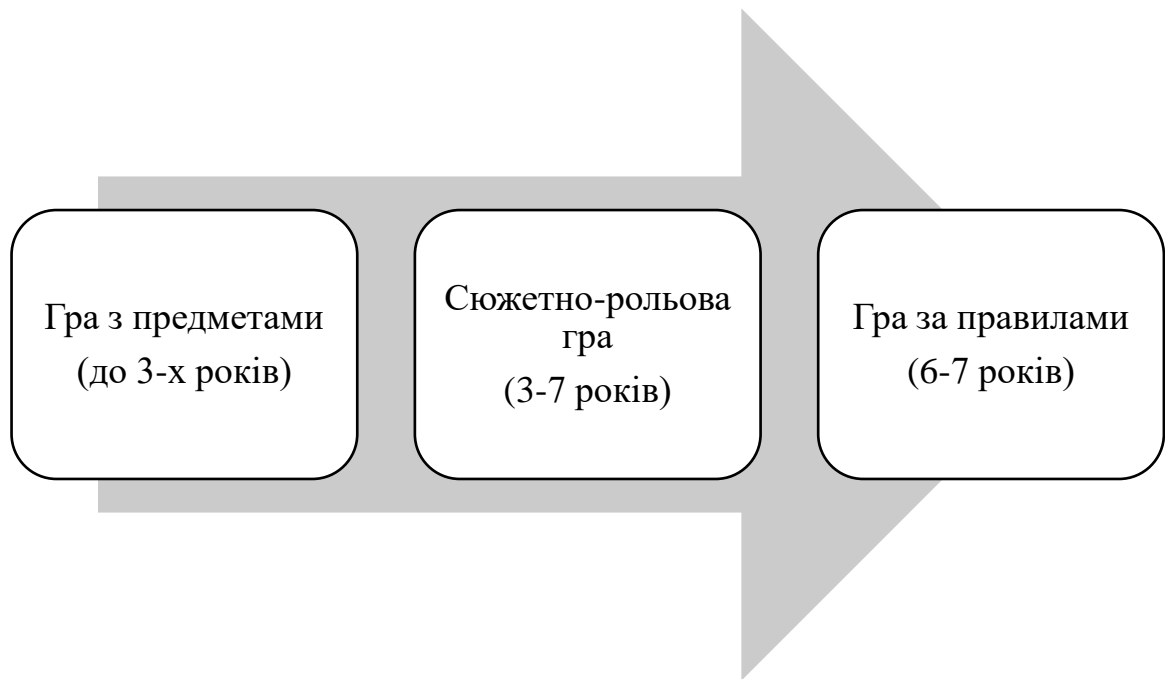 Гра з предметами
(до 3-х років)
Сюжетно-рольова
гра
(3-7 років)
Гра за правилами
(6-7 років)